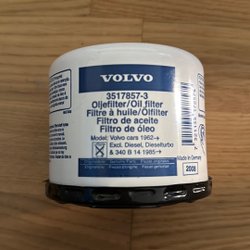 VOLVO
3517857-3
Oljefilter/Oil filter
Filtre à huile/Ölfilter
Filtro de aceite
Filtro de óleo
Model: Volvo cars 1962→
Excl. Diesel, Dieselturbo
& 340 B 14 1985→
Made in Germany
2008